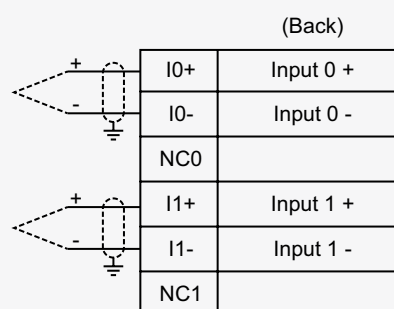 (Back)
+ I0+ Input 0 +
- I0- Input 0 -
NC0
+ I1+ Input 1 +
- I1- Input 1 -
NC1